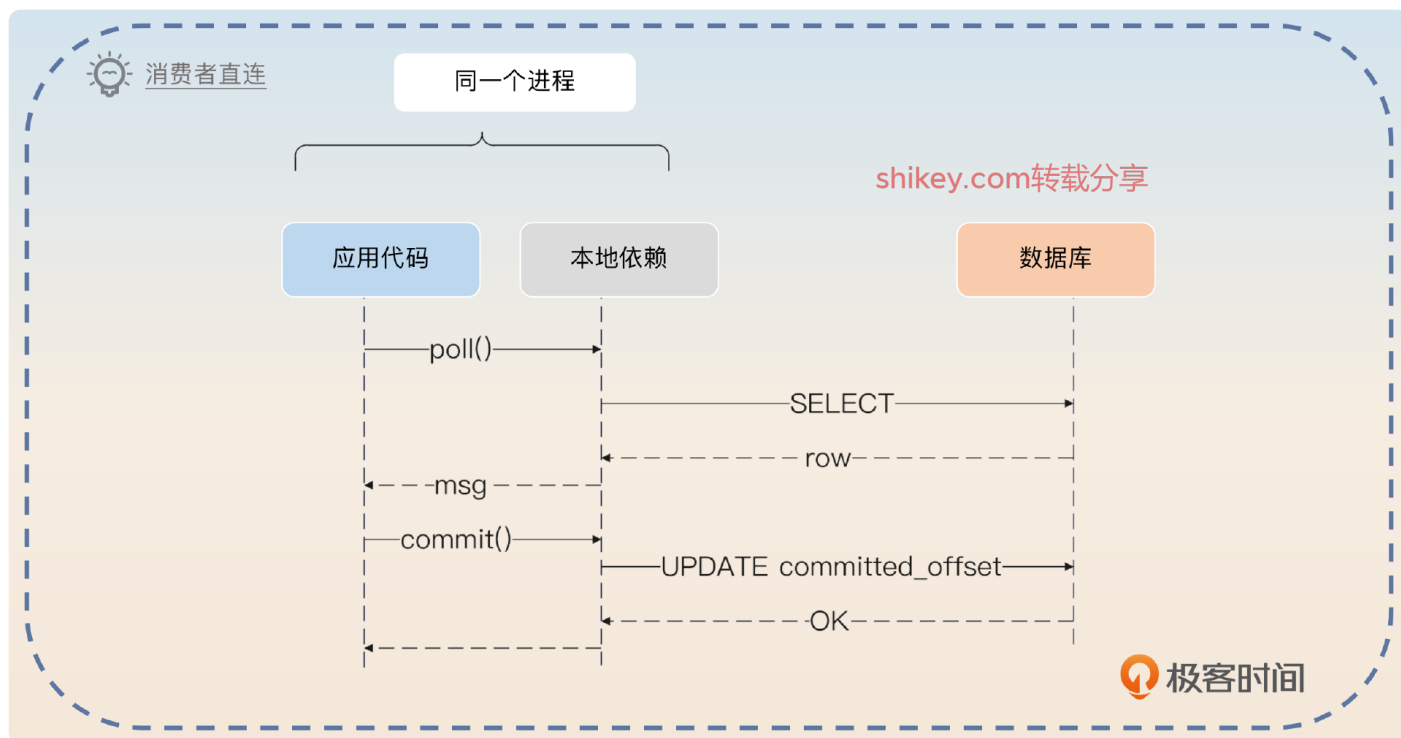 消费者直连
同一个进程
shikey.com转载分享
应用代码
本地依赖
数据库
poll()
SELECT
row
msg
commit()
UPDATE committed_offset
OK
极客时间